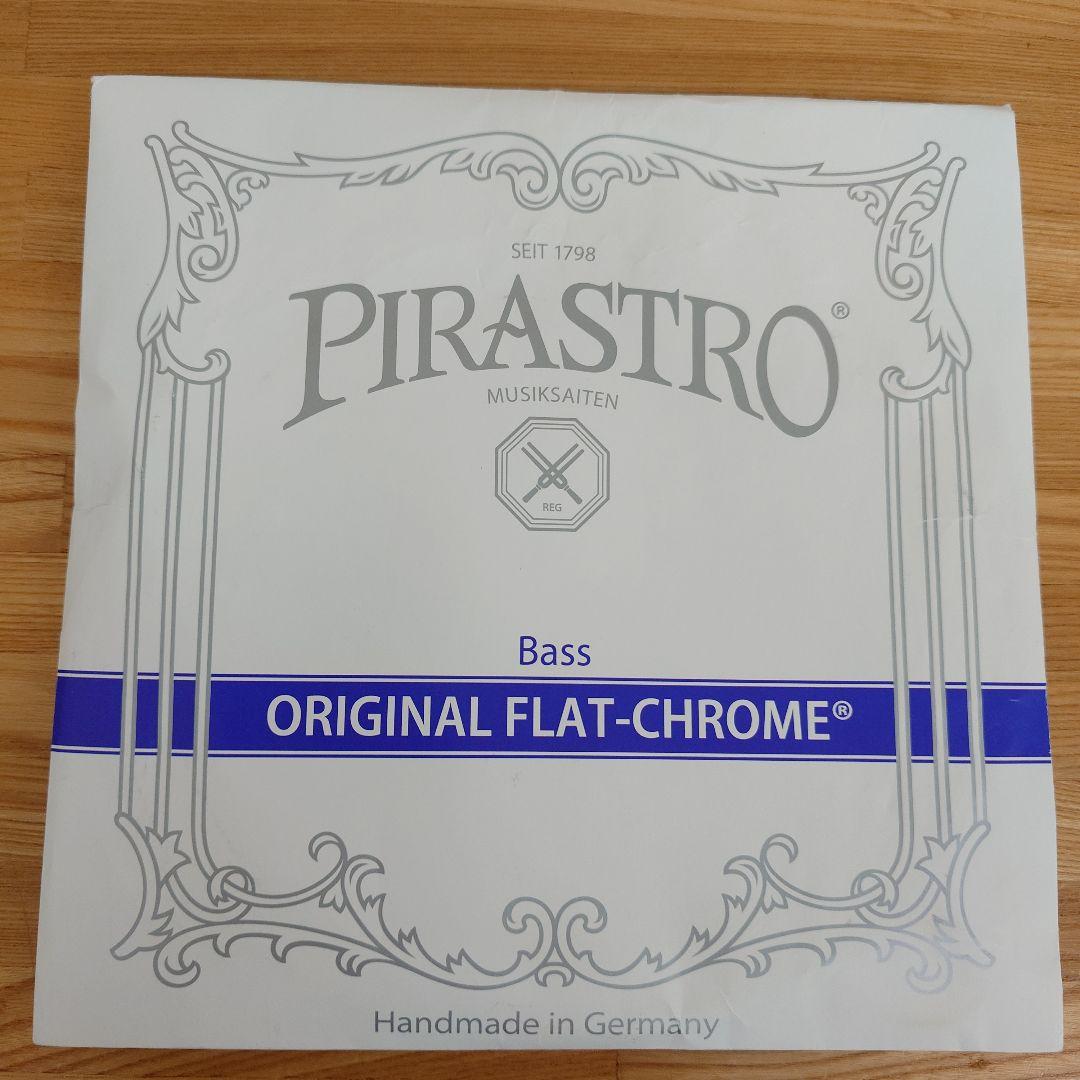 SEIT 1798
PIRASTRO®
MUSIKSAITEN
REG
Bass
ORIGINAL FLAT-CHROME®
Handmade in Germany